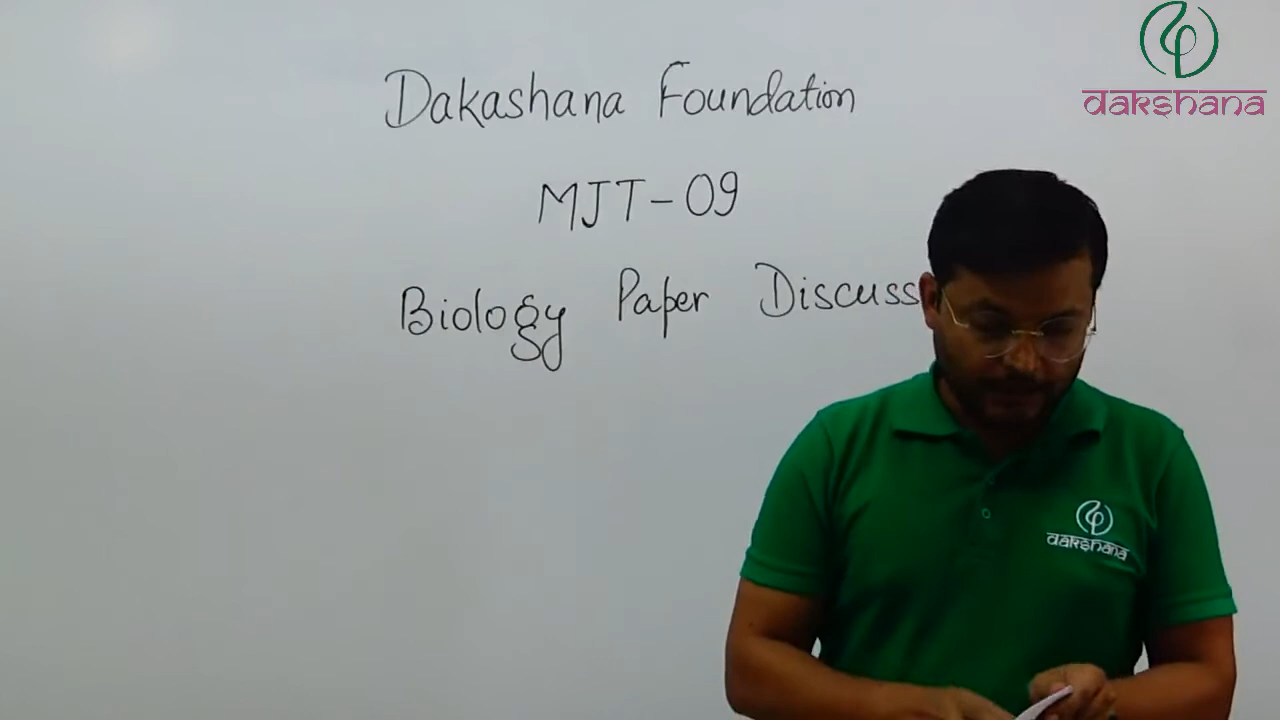 dakshana
Dakashana Foundation
MJT-09
Biology Paper Discuss
dakshana